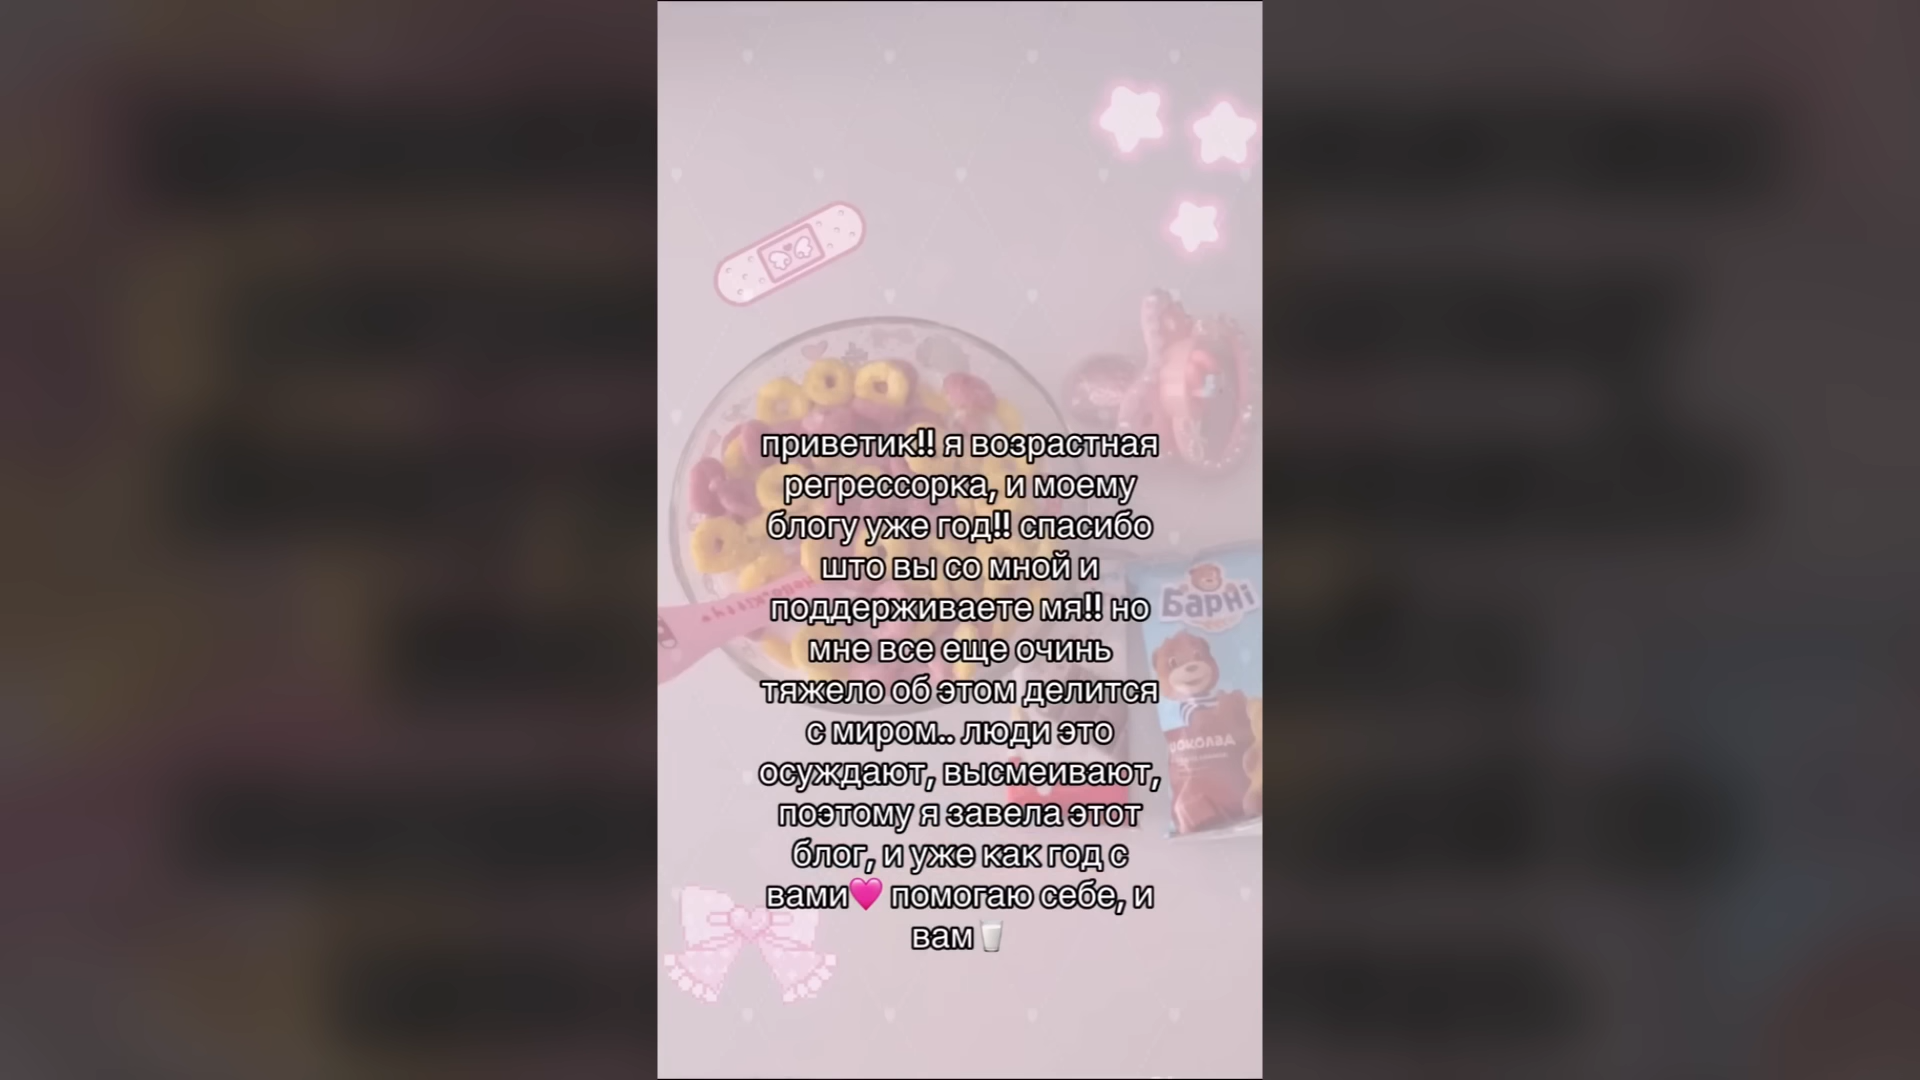 приветик!! я возрастная
регрессорка, и моему
блогу уже год!! спасибо
што вы со мной и
поддерживаете мя!! но
мне все еще очинь
тяжело об этом делится
с миром.. люди это
осуждают, высмеивают,
поэтому я завела этот
блог, и уже как год с
вами🩷 помогаю себе, и
вам🥛
Барні
шоколад